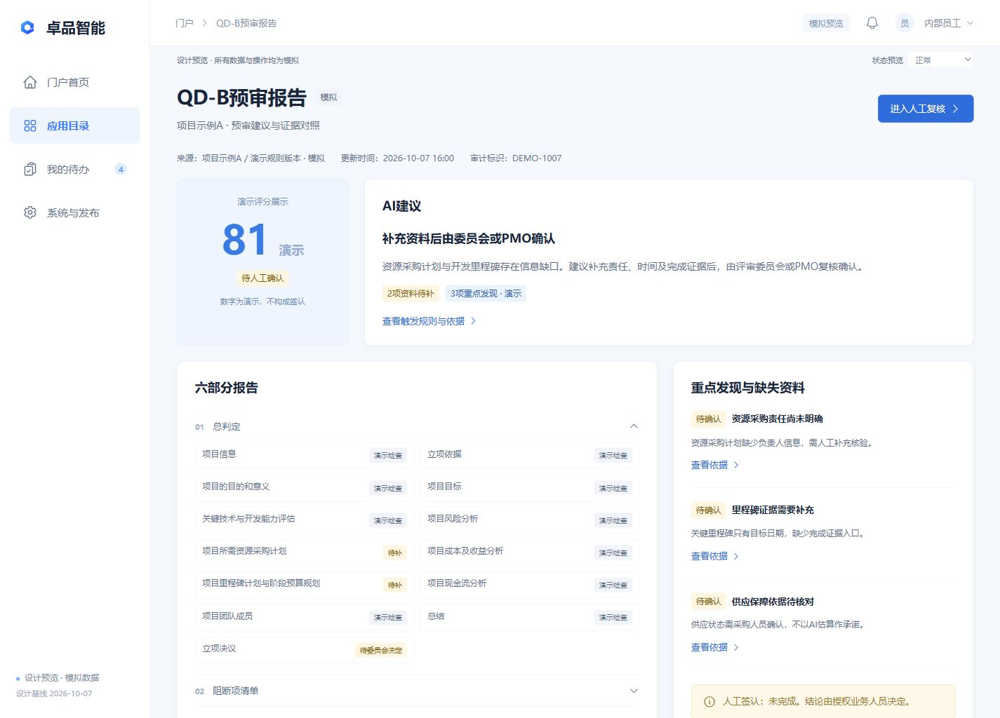 卓品智能
门户首页
应用目录
我的待办 4
系统与发布
设计预览 · 模拟数据
设计基线 2026-10-07
门户 > QD-B预审报告
模拟预览
员 内部员工
设计预览 · 所有数据与操作均为模拟
状态预览 正常
QD-B预审报告 模拟
项目示例A · 预审建议与证据对照
进入人工复核
来源：项目示例A / 演示规则版本 · 模拟 更新时间：2026-10-07 16:00 审计标识：DEMO-1007
演示评分展示
81 演示
待人工确认
数字为演示，不构成签认
AI建议
补充资料后由委员会或PMO确认
资源采购计划与开发里程碑存在信息缺口。建议补充责任、时间及完成证据后，由评审委员会或PMO复核确认。
2项资料待补 3项重点发现 · 演示
查看触发规则与依据
六部分报告
01 总判定
项目信息 演示检查
立项依据 演示检查
项目的目的和意义 演示检查
项目目标 演示检查
关键技术与开发能力评估 演示检查
项目风险分析 演示检查
项目所需资源采购计划 待补
项目成本及收益分析 演示检查
项目里程碑计划与阶段预算规划 待补
项目现金流分析 演示检查
项目团队成员 演示检查
总结 演示检查
立项决议 待委员会决定
02 阻断项清单
重点发现与缺失资料
待确认 资源采购责任尚未明确
资源采购计划缺少负责人信息，需人工补充核验。
查看依据
待确认 里程碑证据需要补充
关键里程碑只有目标日期，缺少完成证据入口。
查看依据
待确认 供应保障依据待核对
供应状态需采购人员确认，不以AI估算作承诺。
查看依据
人工签认：未完成。结论由授权业务人员决定。